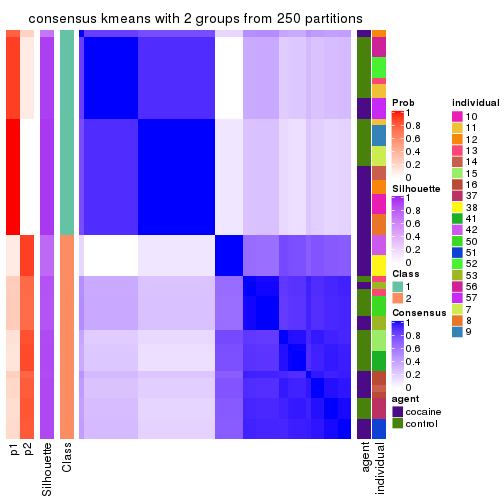 consensus kmeans with 2 groups from 250 partitions
p1
p2
Silhouette
Class
agent
individual
Prob
1
0.8
0.6
0.4
0.2
0
Silhouette
1
0.8
0.6
0.4
0.2
0
Class
1
2
Consensus
1
0.8
0.6
0.4
0.2
0
agent
cocaine
control
individual
10
11
12
13
14
15
16
37
38
41
42
50
51
52
53
56
57
7
8
9